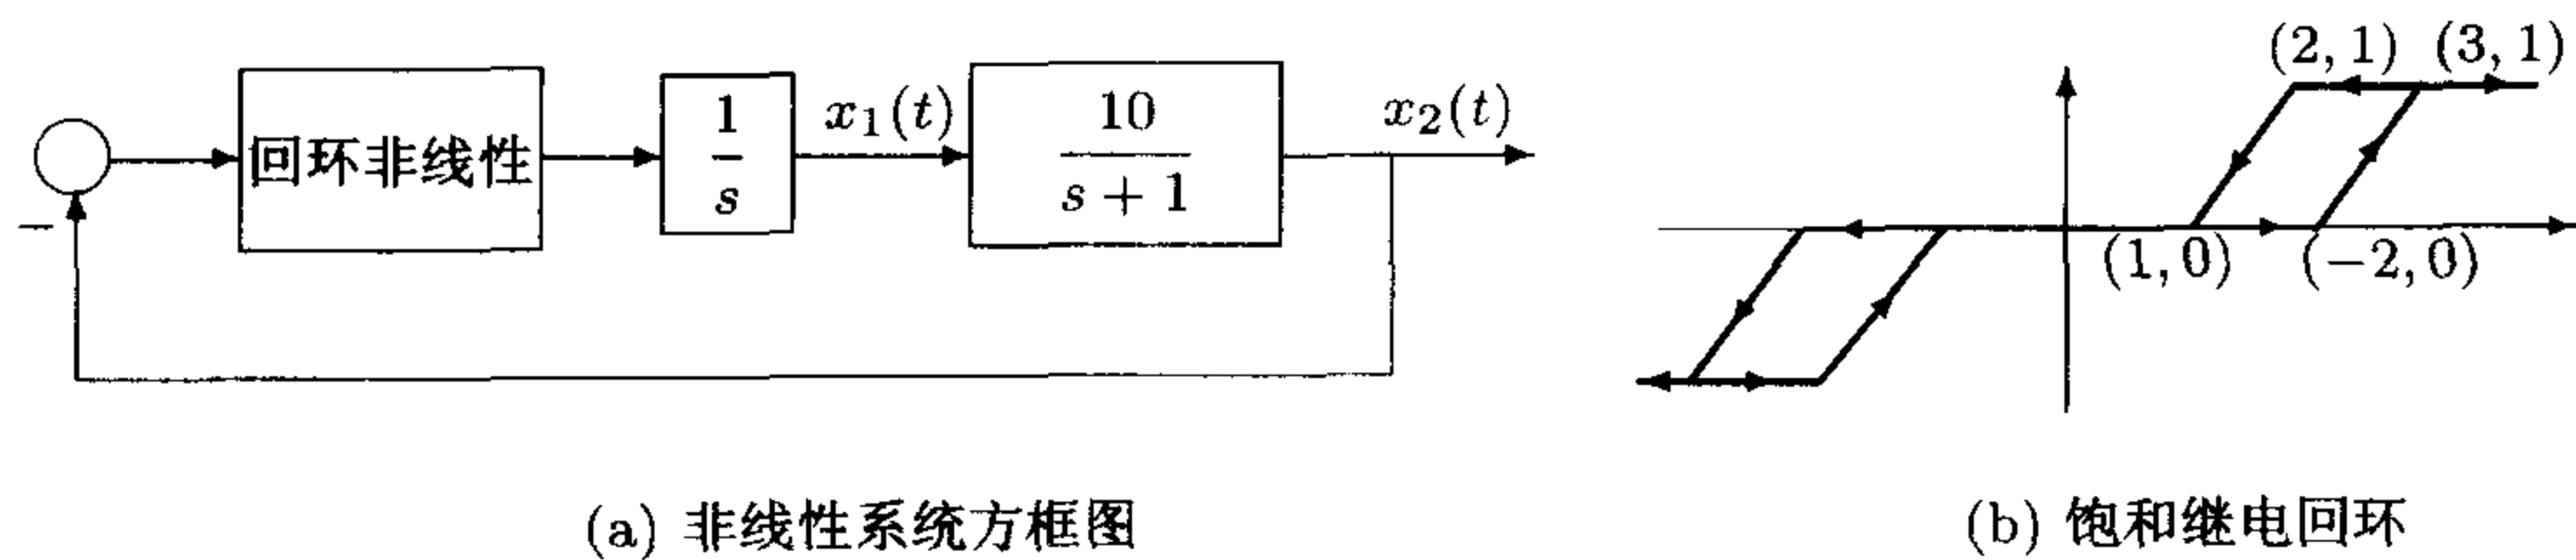 −
回环非线性
1
s
x₁(t)
10
s + 1
x₂(t)
(a) 非线性系统方框图
(2, 1) (3, 1)
(1, 0) (−2, 0)
(b) 饱和继电回环